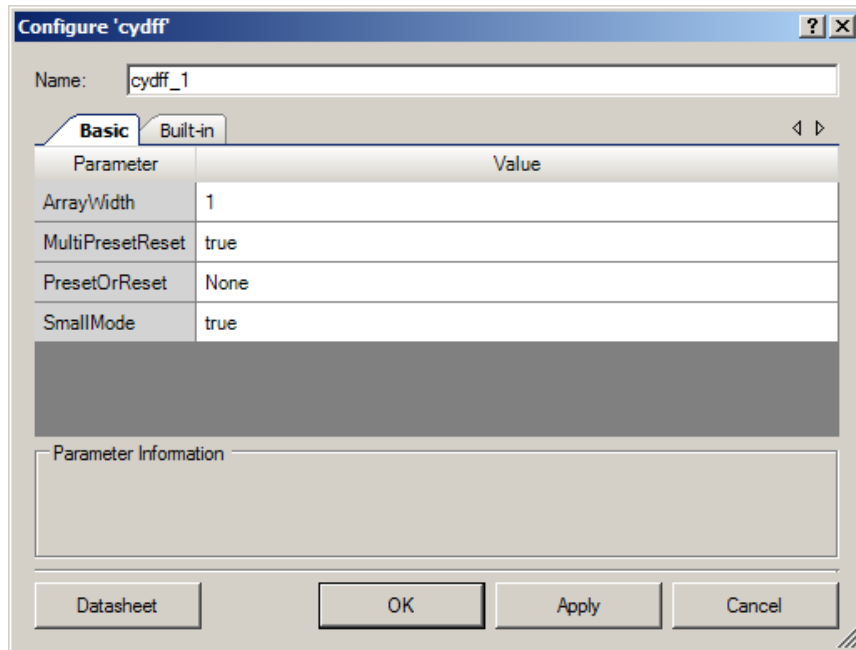 Configure 'cydff'
Name: cydff_1
Basic Built-in
Parameter Value
ArrayWidth 1
MultiPresetReset true
PresetOrReset None
SmallMode true
Parameter Information
Datasheet OK Apply Cancel